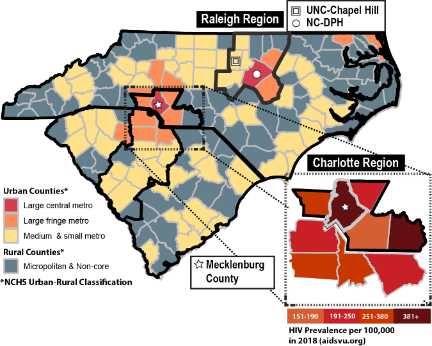 UNC-Chapel Hill
NC-DPH
Raleigh Region
Charlotte Region
Urban Counties*
Large central metro
Large fringe metro
Medium & small metro
Rural Counties*
Micropolitan & Non-core
*NCHS Urban-Rural Classification
Mecklenburg
County
151-190 191-250 251-380 381+
HIV Prevalence per 100,000
in 2018 (aidsvu.org)